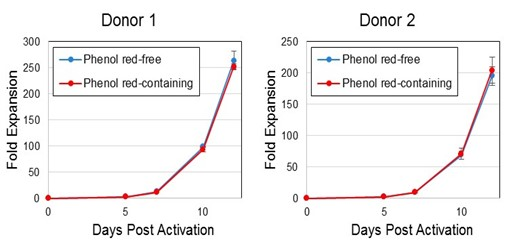 Donor 1
Fold Expansion
300
250
200
150
100
50
0
Phenol red-free
Phenol red-containing
0 5 10
Days Post Activation
Donor 2
Fold Expansion
250
200
150
100
50
0
Phenol red-free
Phenol red-containing
0 5 10
Days Post Activation